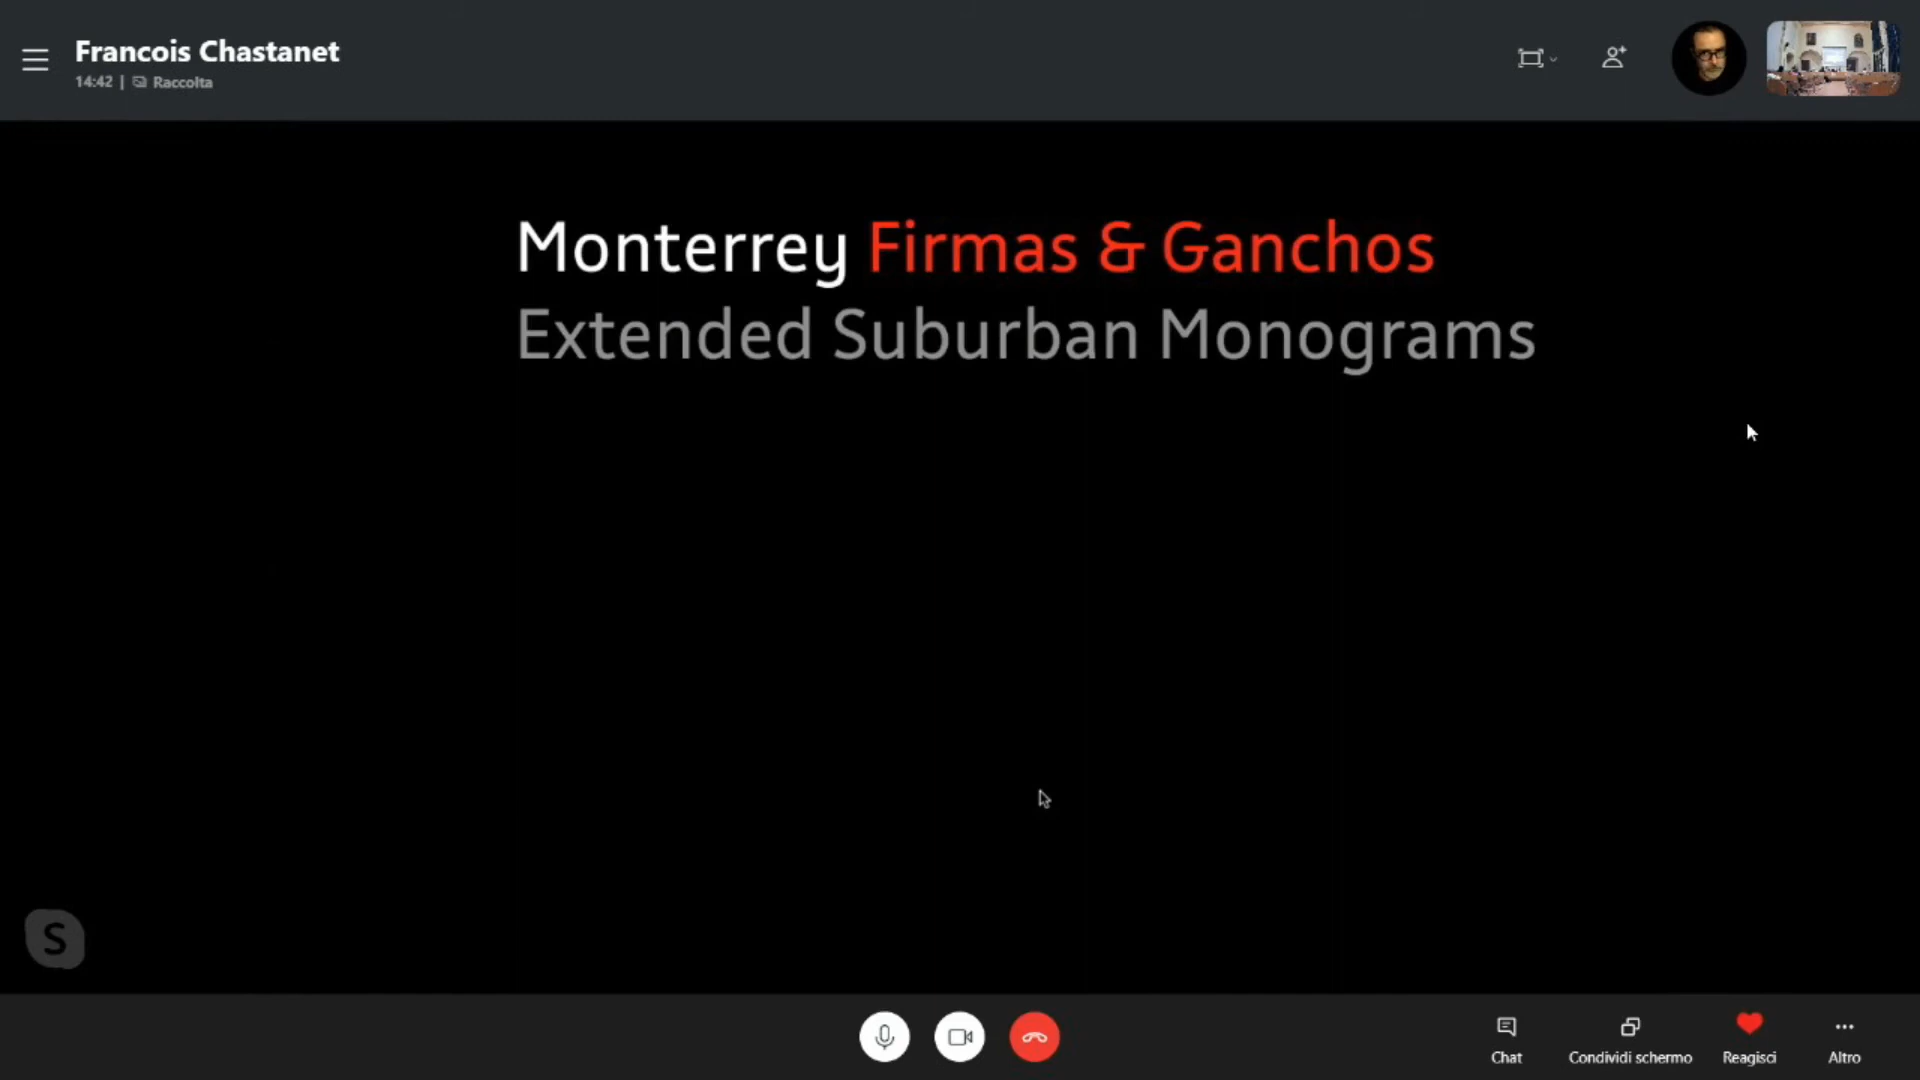 Francois Chastanet
14:42 | Raccolta
Monterrey Firmas & Ganchos
Extended Suburban Monograms
S
Chat
Condividi schermo
Reagisci
Altro